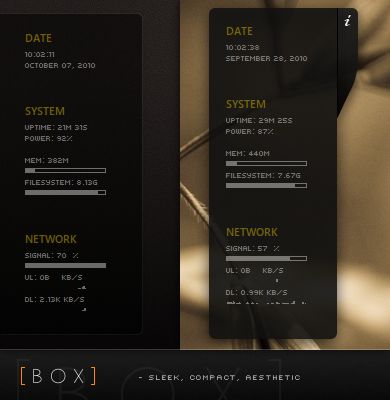 DATE
10:02:11
OCTOBER 07, 2010
SYSTEM
UPTIME: 21M 31S
POWER: 92%
MEM: 382M
FILESYSTEM: 8.13G
NETWORK
SIGNAL: 70 %
UL: 0B KB/S
DL: 2.13K KB/S
i
DATE
10:02:38
SEPTEMBER 28, 2010
SYSTEM
UPTIME: 29M 25S
POWER: 87%
MEM: 440M
FILESYSTEM: 7.67G
NETWORK
SIGNAL: 57 %
UL: 0B KB/S
DL: 0.99K KB/S
[BOX]
- SLEEK, COMPACT, AESTHETIC